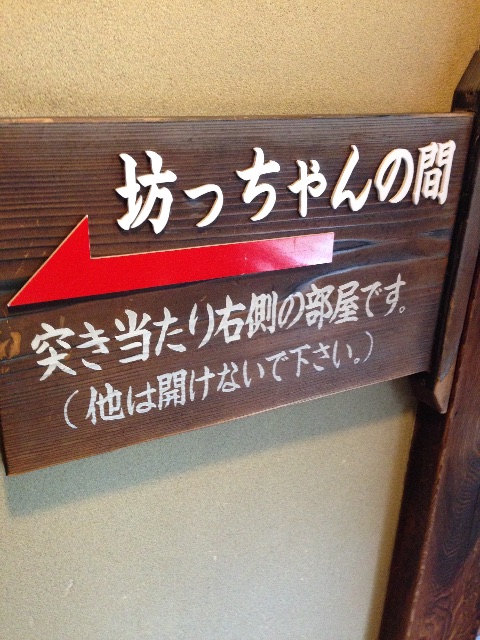 坊っちゃんの間
突き当たり右側の部屋です。
（他は開けないで下さい。）